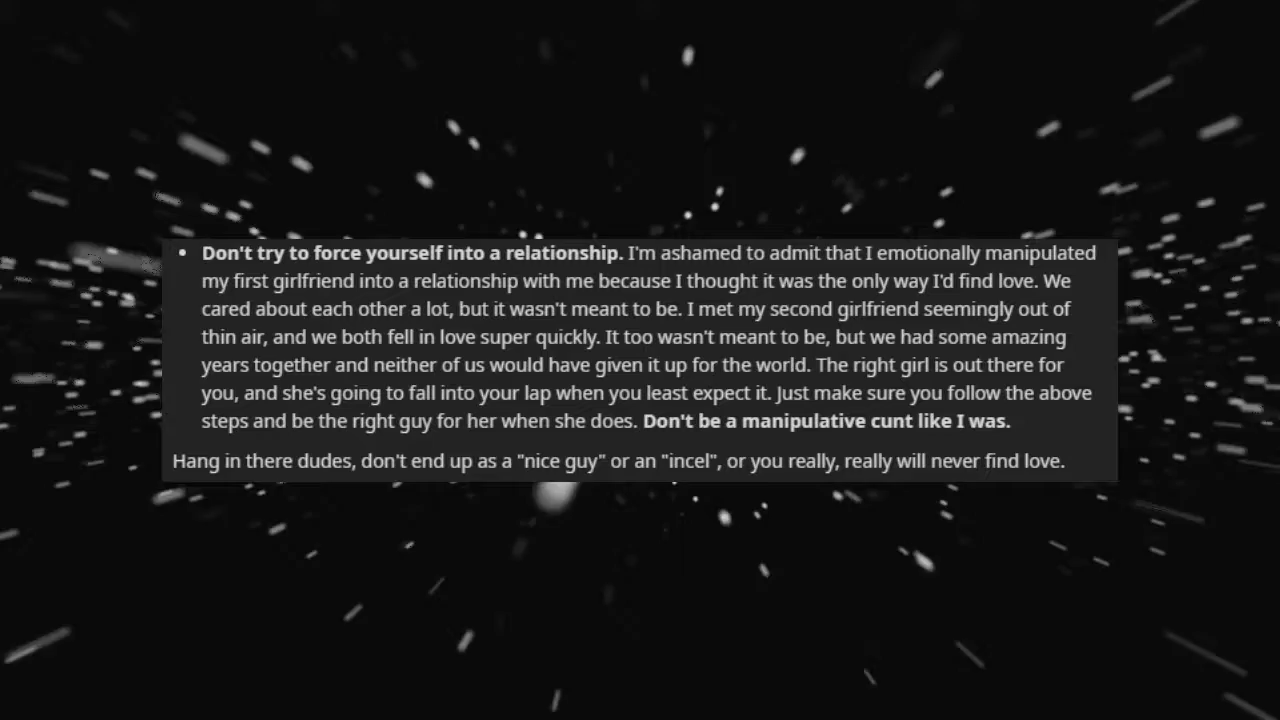 • Don't try to force yourself into a relationship. I'm ashamed to admit that I emotionally manipulated
my first girlfriend into a relationship with me because I thought it was the only way I'd find love. We
cared about each other a lot, but it wasn't meant to be. I met my second girlfriend seemingly out of
thin air, and we both fell in love super quickly. It too wasn't meant to be, but we had some amazing
years together and neither of us would have given it up for the world. The right girl is out there for
you, and she's going to fall into your lap when you least expect it. Just make sure you follow the above
steps and be the right guy for her when she does. Don't be a manipulative cunt like I was.
Hang in there dudes, don't end up as a "nice guy" or an "incel", or you really, really will never find love.